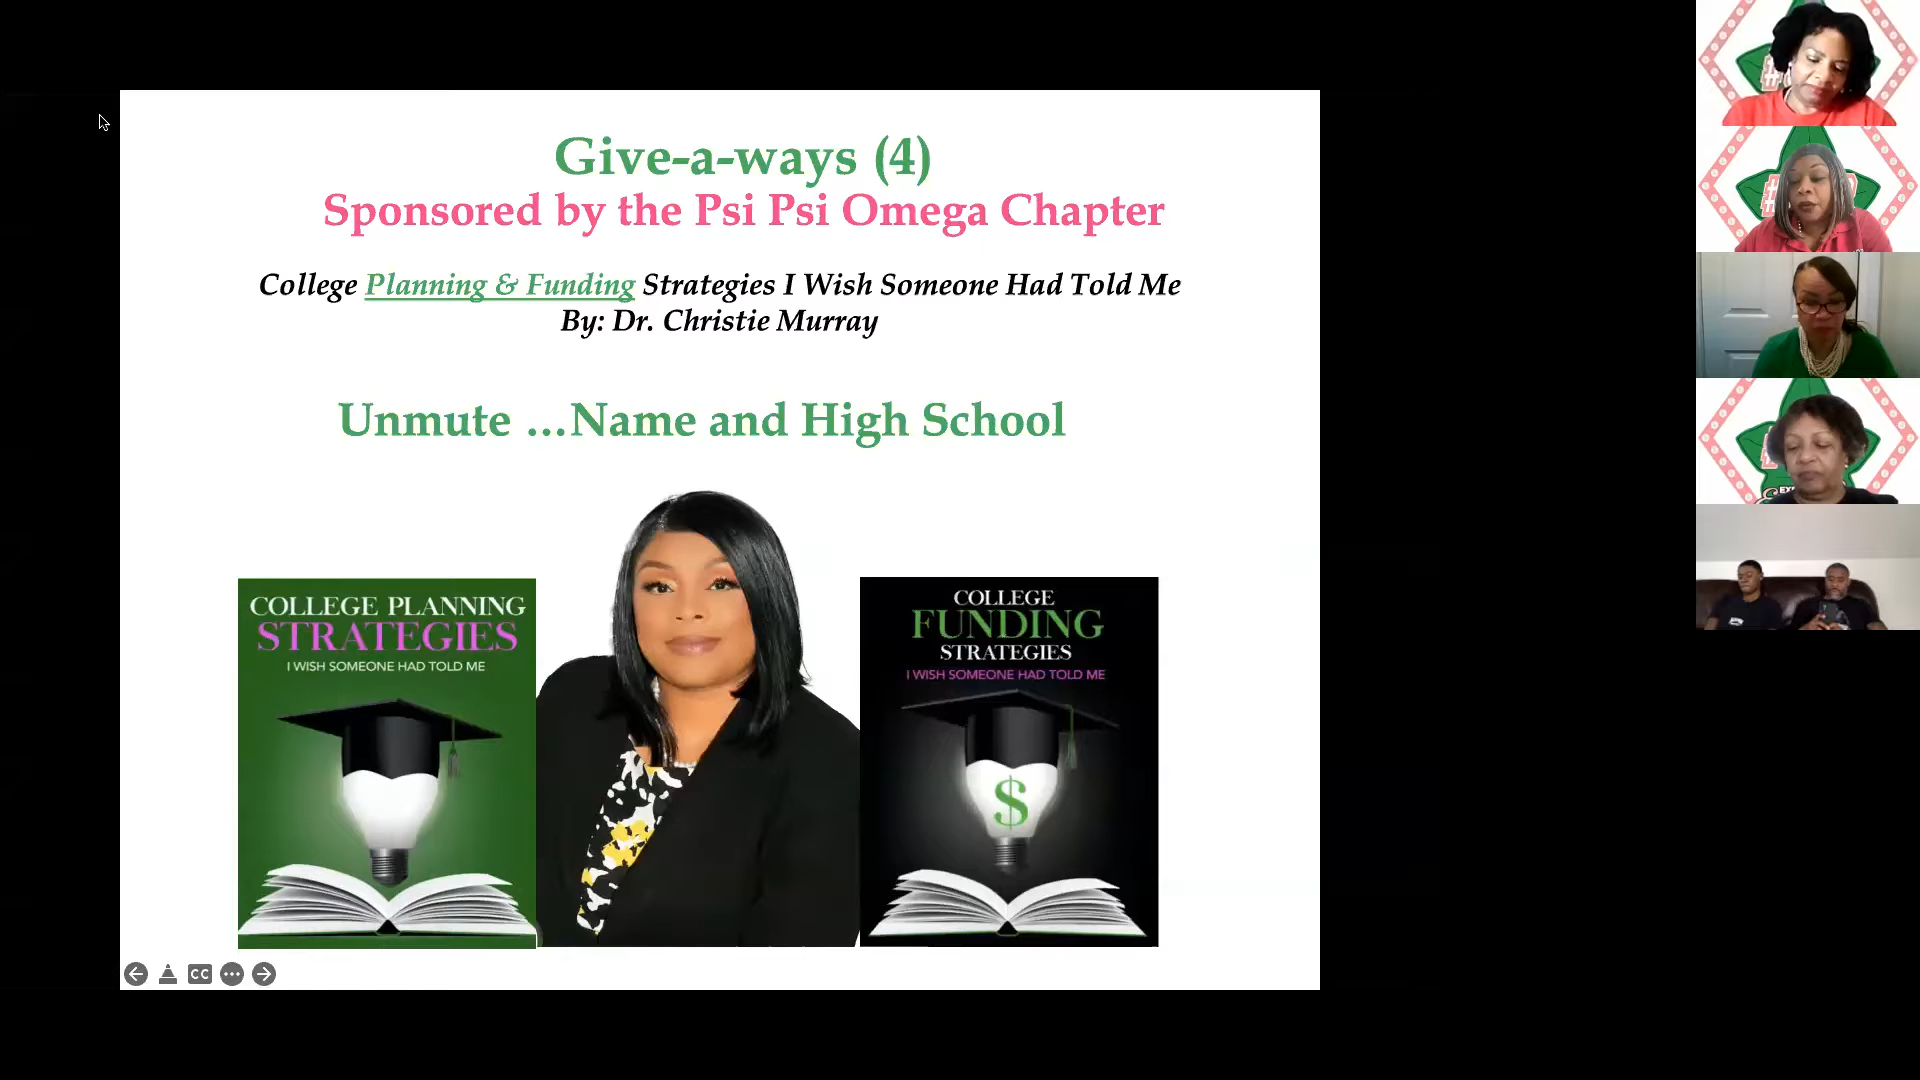 Give-a-ways (4)
Sponsored by the Psi Psi Omega Chapter
College Planning & Funding Strategies I Wish Someone Had Told Me
By: Dr. Christie Murray
Unmute ...Name and High School
COLLEGE PLANNING
STRATEGIES
I WISH SOMEONE HAD TOLD ME
COLLEGE
FUNDING
STRATEGIES
I WISH SOMEONE HAD TOLD ME
$
CC